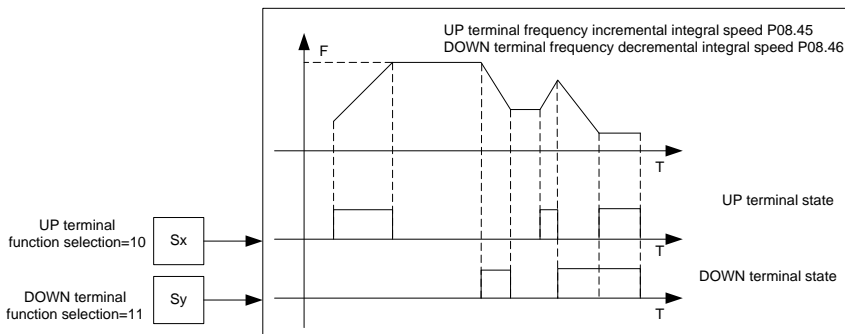 UP terminal frequency incremental integral speed P08.45
DOWN terminal frequency decremental integral speed P08.46
F
T
UP terminal state
UP terminal
function selection=10
Sx
T
DOWN terminal state
DOWN terminal
function selection=11
Sy
T